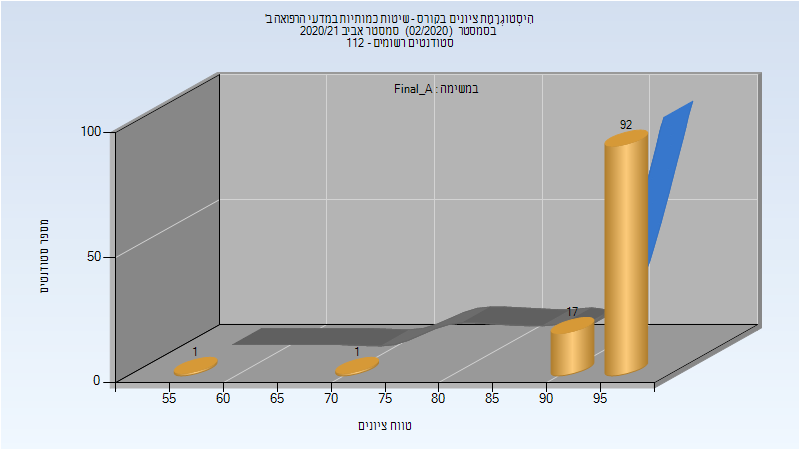 הִיסְטוֹגְרָמַת ציונים בקורס - שיטות כמותיות במדעי הרפואה ב'
בסמסטר (02/2020) סמסטר אביב 2020/21
סטודנטים רשומים - 112
במשימה : Final_A
מספר סטודנטים
100
50
0
1
1
17
92
55 60 65 70 75 80 85 90 95
טווח ציונים